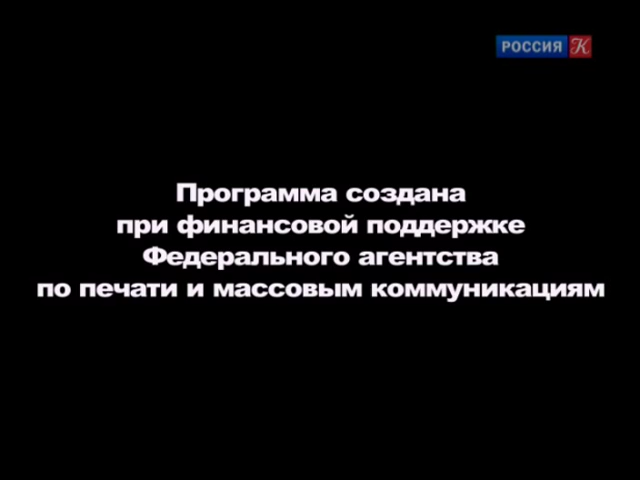 РОССИЯ К
Программа создана
при финансовой поддержке
Федерального агентства
по печати и массовым коммуникациям